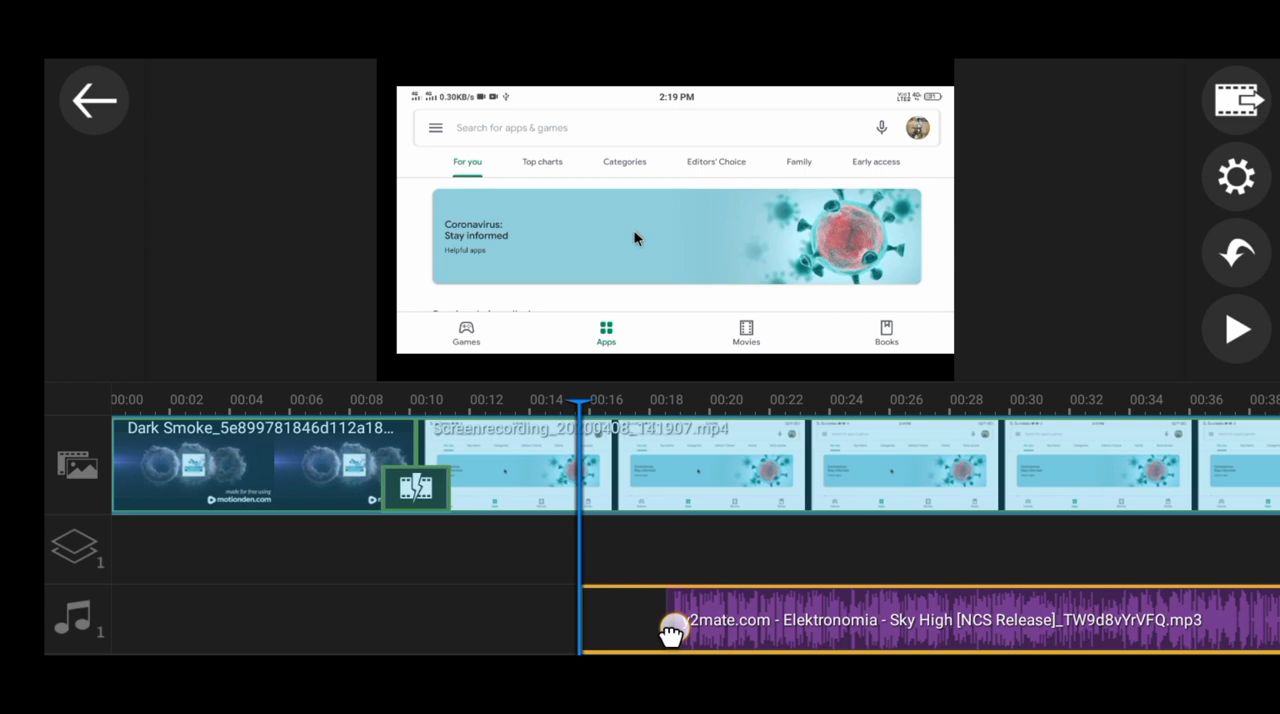 0.30KB/s
2:19 PM
Search for apps & games
For you
Top charts
Categories
Editors' Choice
Family
Early access
Coronavirus:
Stay informed
Helpful apps
Games
Apps
Movies
Books
00:00 00:02 00:04 00:06 00:08 00:10 00:12 00:14 00:16 00:18 00:20 00:22 00:24 00:26 00:28 00:30 00:32 00:34 00:36 00:38
Dark Smoke_5e899781846d112a18...
Screenrecording_20200408_141907.mp4
made for free using
motionden.com
1
1
y2mate.com - Elektronomia - Sky High [NCS Release]_TW9d8vYrVFQ.mp3